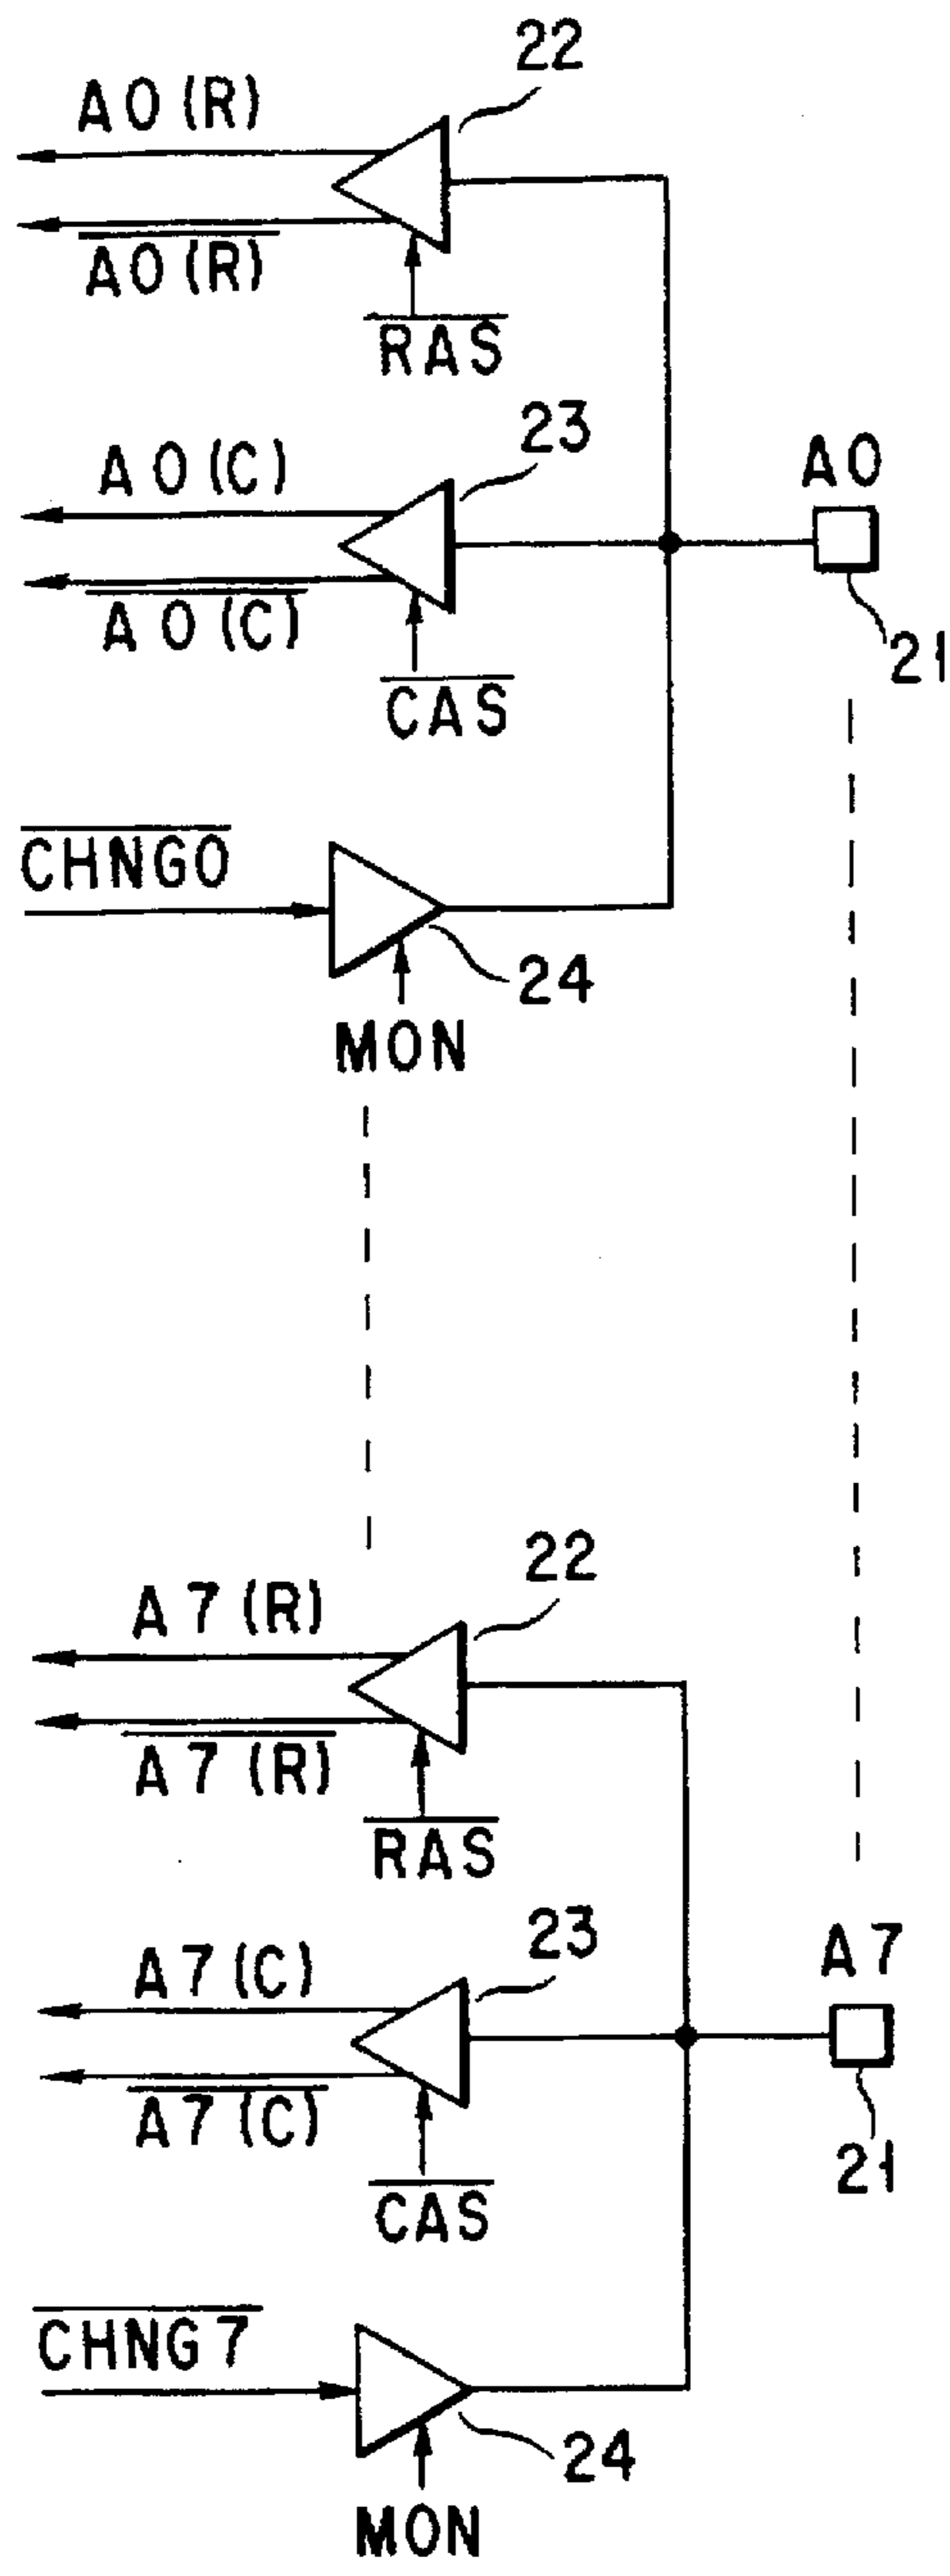 22
A0(R)
A0(R)
RAS
23
A0(C)
A0
A0(C)
21
CAS
CHNG0
24
MON
22
A7(R)
A7(R)
RAS
23
A7(C)
A7
A7(C)
21
CAS
CHNG7
24
MON